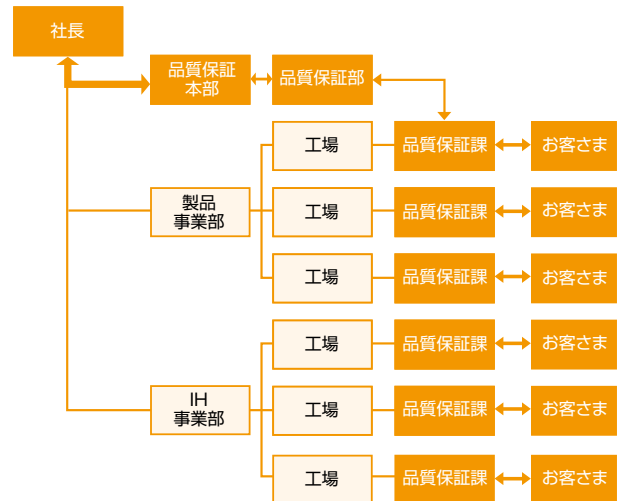 社長
品質保証
本部
品質保証部
工場
品質保証課
お客さま
製品
事業部
工場
品質保証課
お客さま
工場
品質保証課
お客さま
工場
品質保証課
お客さま
IH
事業部
工場
品質保証課
お客さま
工場
品質保証課
お客さま